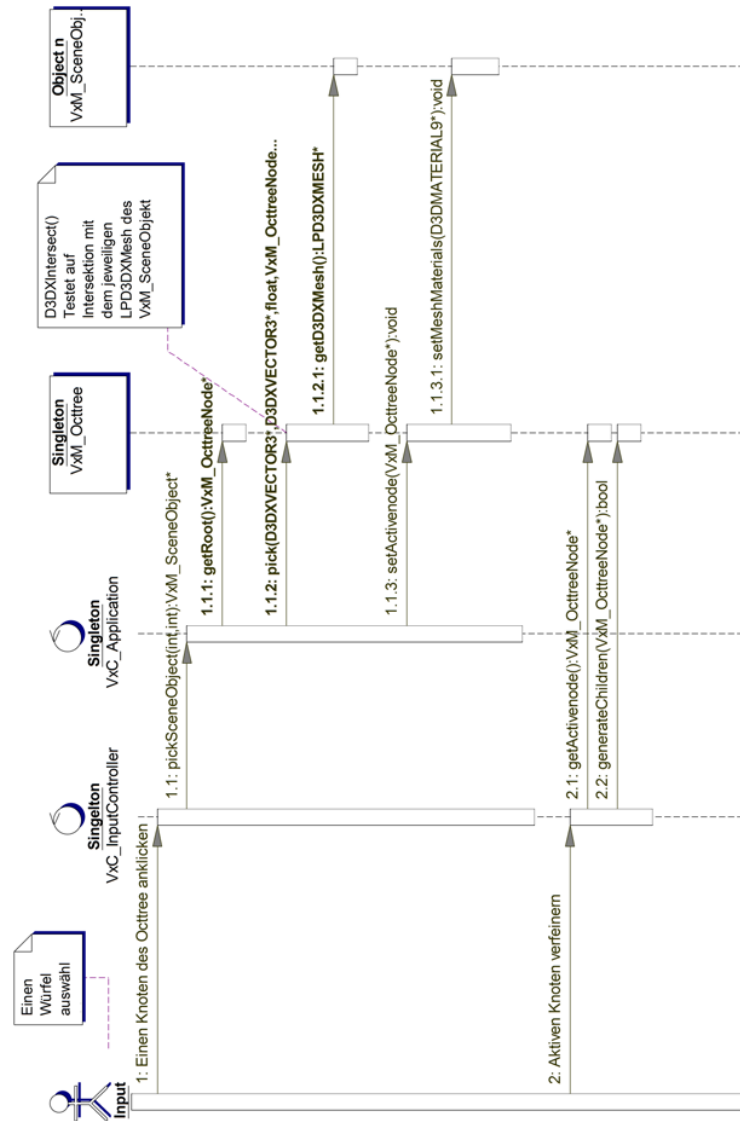 Einen
Würfel
auswähl
Input
Singelton
VxC_InputController
Singleton
VxC_Application
Singleton
VxM_Octtree
D3DXIntersect()
Testet auf
Intersektion mit
dem jeweiligen
LPD3DXMesh des
VxM_SceneObjekt
Object n
VxM_SceneObj..
1: Einen Knoten des Octtree anklicken
1.1: pickSceneObject(int,int):VxM_SceneObject*
1.1.1: getRoot():VxM_OcttreeNode*
1.1.2: pick(D3DXVECTOR3*,D3DXVECTOR3*,float,VxM_OcttreeNode...
1.1.2.1: getD3DXMesh():LPD3DXMESH*
1.1.3: setActivenode(VxM_OcttreeNode*):void
1.1.3.1: setMeshMaterials(D3DMATERIAL9*):void
2: Aktiven Knoten verfeinern
2.1: getActivenode():VxM_OcttreeNode*
2.2: generateChildren(VxM_OcttreeNode*):bool